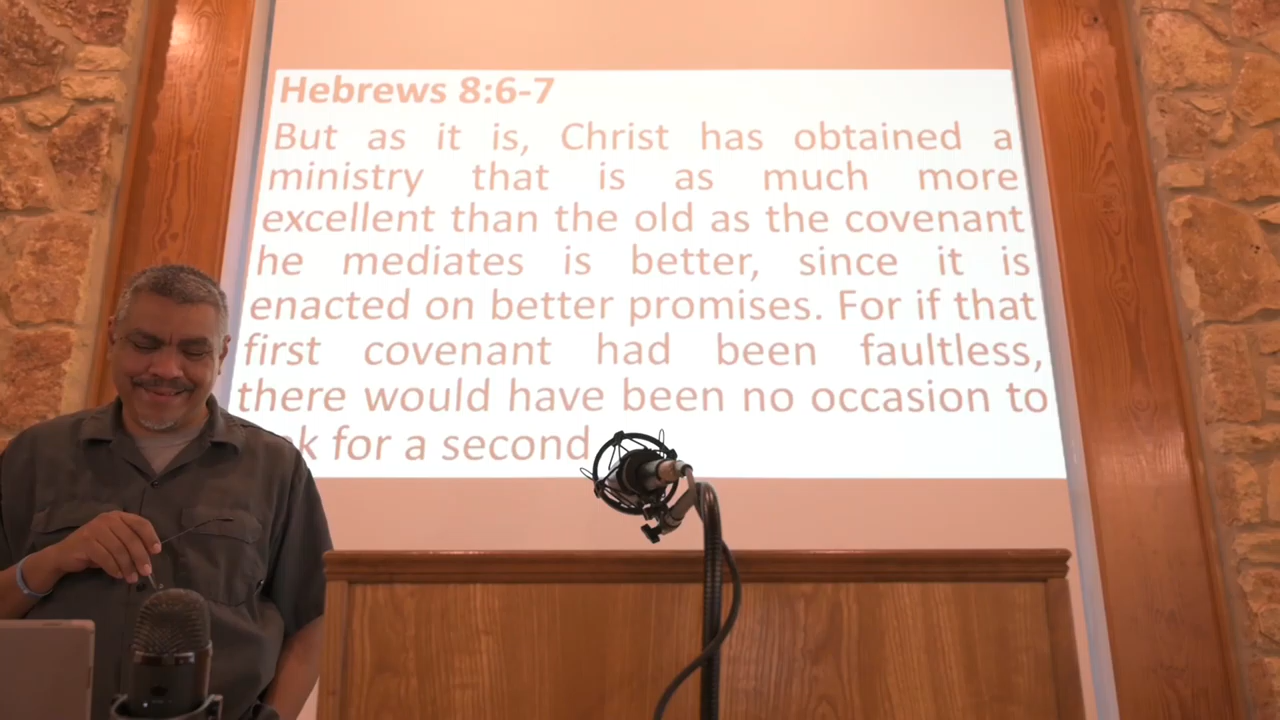 Hebrews 8:6-7
But as it is, Christ has obtained a
ministry that is as much more
excellent than the old as the covenant
he mediates is better, since it is
enacted on better promises. For if that
first covenant had been faultless,
there would have been no occasion to
for a second